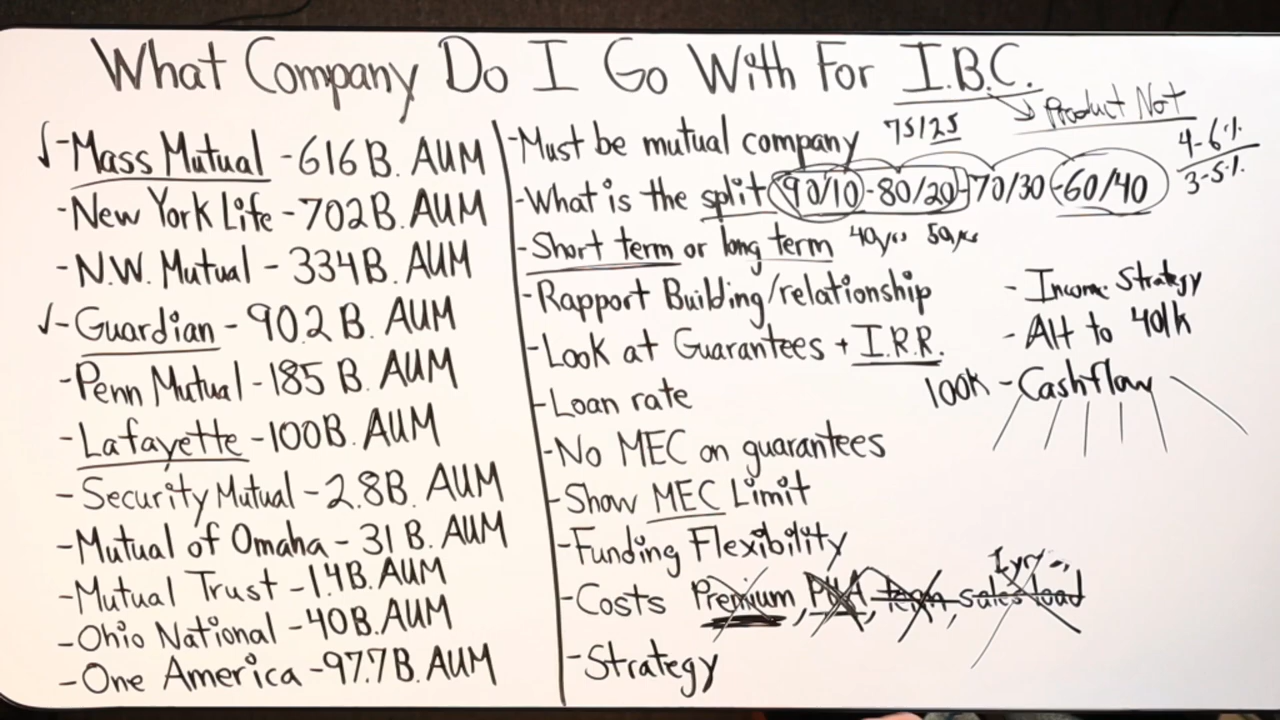 What Company Do I Go With For I.B.C.
Product Not
- Mass Mutual - 616 B. AUM
- New York Life - 702 B. AUM
- N.W. Mutual - 334 B. AUM
- Guardian - 90.2 B. AUM
- Penn Mutual - 185 B. AUM
- Lafayette - 100 B. AUM
- Security Mutual - 2.8 B. AUM
- Mutual of Omaha - 31 B. AUM
- Mutual Trust - 1.4 B. AUM
- Ohio National - 40 B. AUM
- One America - 97.7 B. AUM
- Must be mutual company 75/25
- What is the split 90/10 - 80/20 - 70/30 - 60/40
4-6%
3-5%
- Short term or long term 40yrs 50yrs
- Rapport Building/relationship
- Look at Guarantees + I.R.R.
- Loan rate
- No MEC on guarantees
- Show MEC Limit
- Funding Flexibility
- Costs Premium, PUA, term, sales load
1yr
- Strategy
- Income Strategy
- Alt to 401k
100K - Cashflow